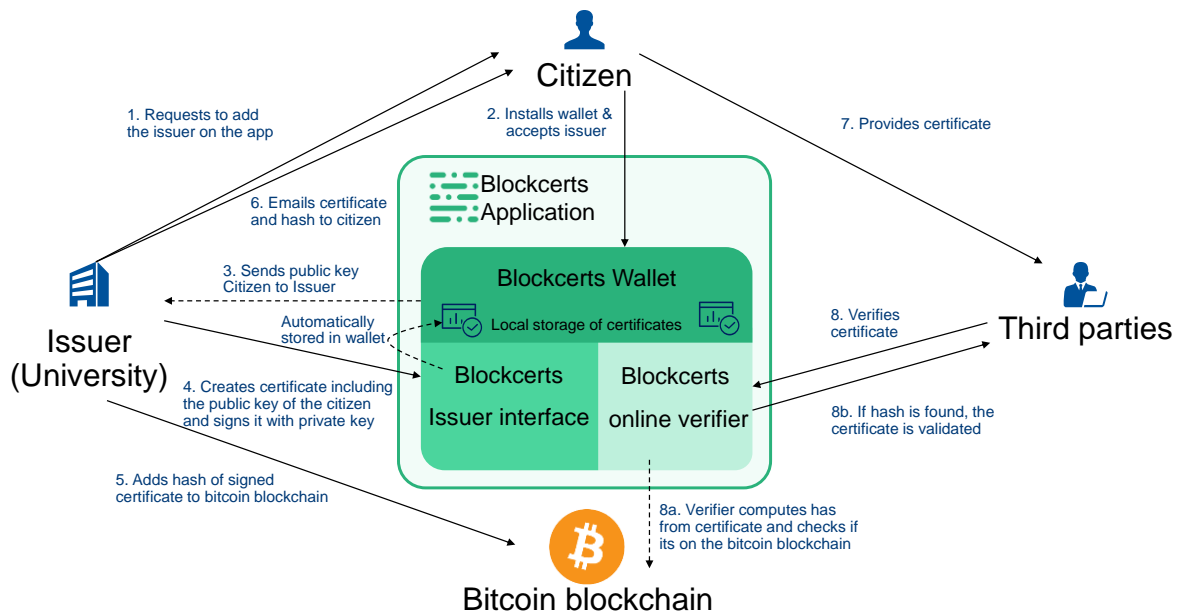 Citizen
1. Requests to add
the issuer on the app
2. Installs wallet &
accepts issuer
7. Provides certificate
Blockcerts
Application
6. Emails certificate
and hash to citizen
3. Sends public key
Citizen to Issuer
Blockcerts Wallet
Automatically
stored in wallet
Local storage of certificates
Issuer
(University)
8. Verifies
certificate
Third parties
4. Creates certificate including
the public key of the citizen
and signs it with private key
Blockcerts
Issuer interface
Blockcerts
online verifier
8b. If hash is found, the
certificate is validated
5. Adds hash of signed
certificate to bitcoin blockchain
8a. Verifier computes has
from certificate and checks if
its on the bitcoin blockchain
Bitcoin blockchain